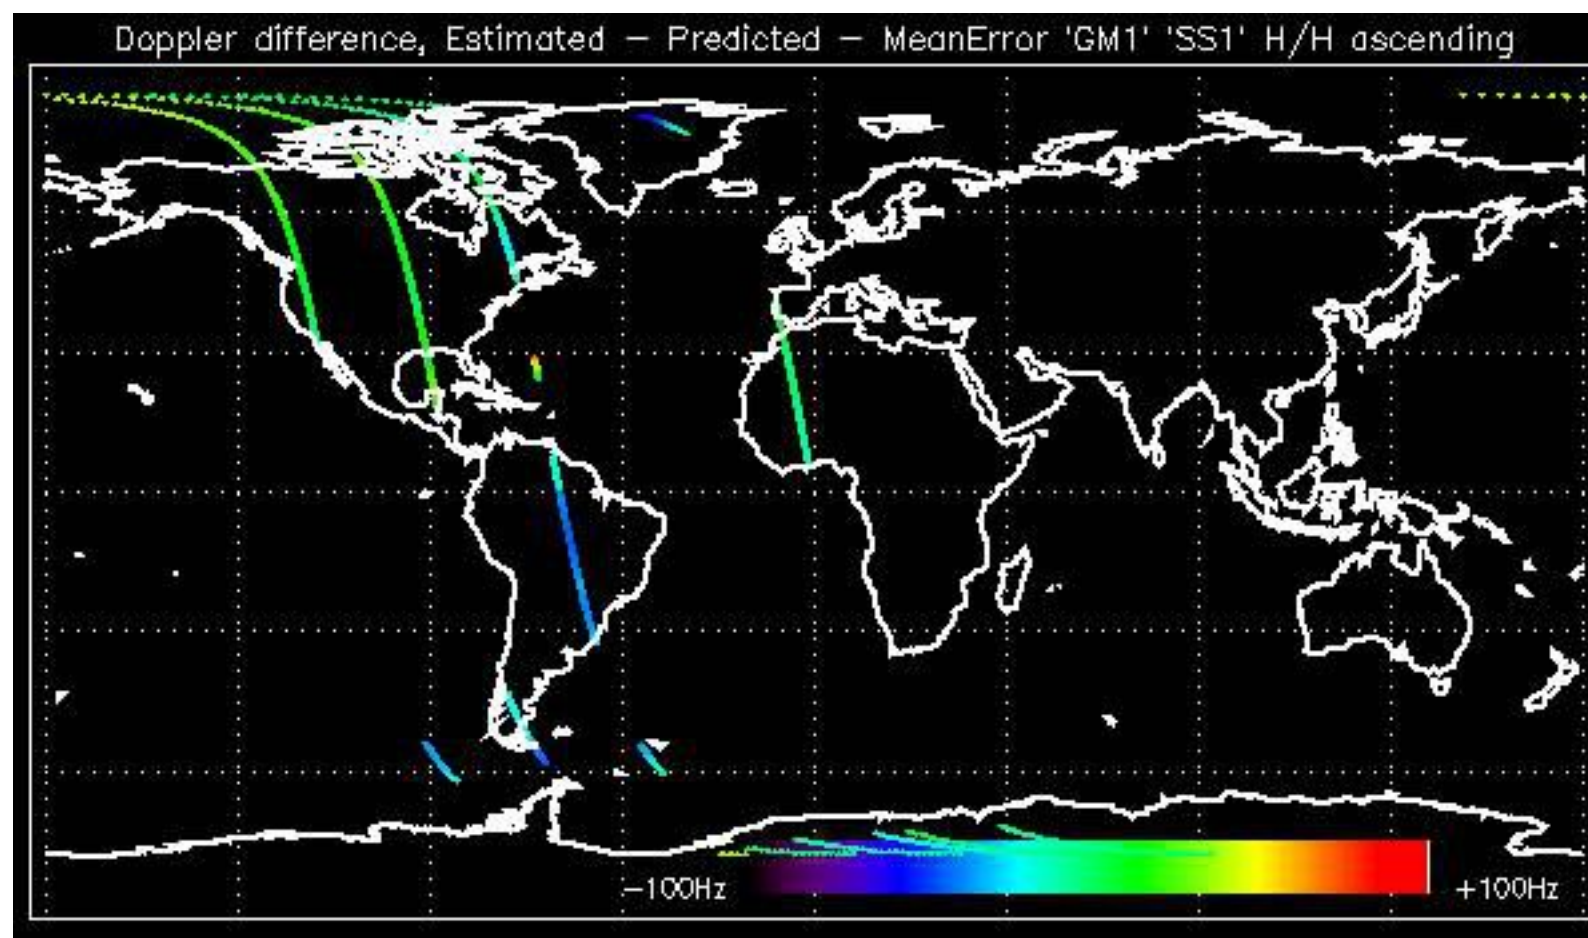 Doppler difference, Estimated − Predicted − MeanError 'GM1' 'SS1' H/H ascending
−100Hz +100Hz